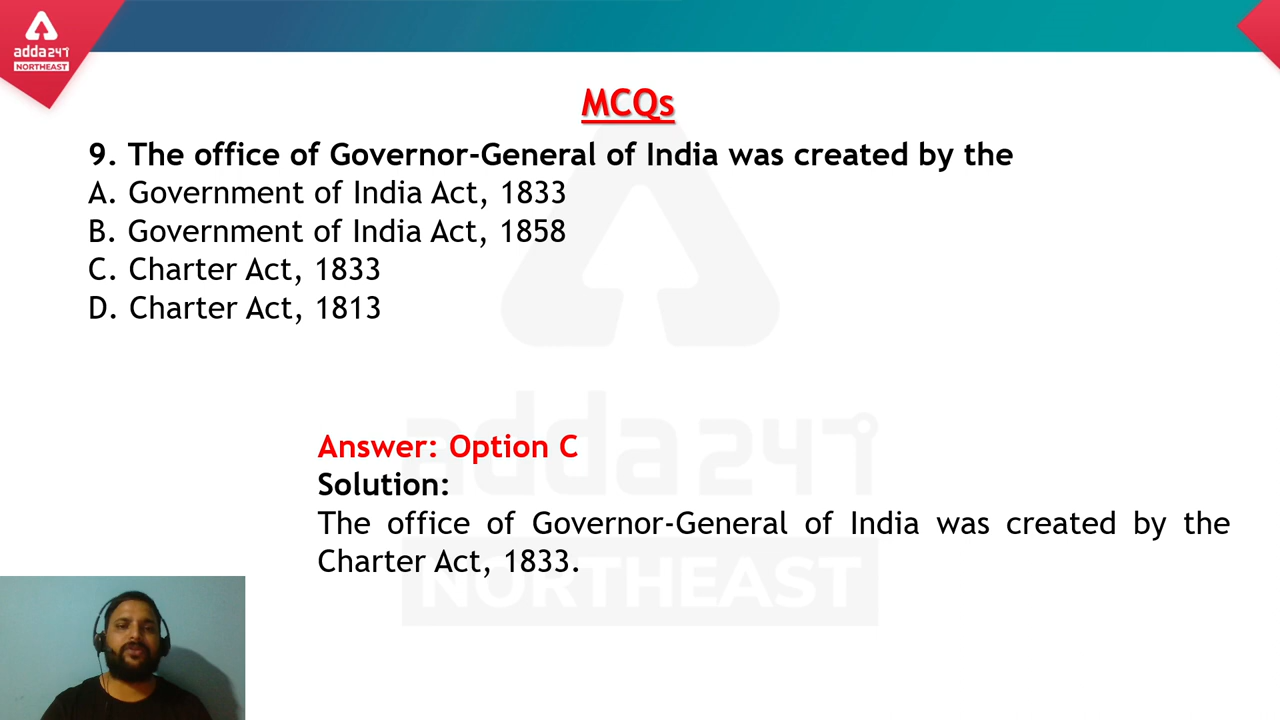 adda247
NORTHEAST
MCQs
9. The office of Governor-General of India was created by the
A. Government of India Act, 1833
B. Government of India Act, 1858
C. Charter Act, 1833
D. Charter Act, 1813
adda247
Answer: Option C
Solution:
The office of Governor-General of India was created by the
Charter Act, 1833.
NORTHEAST